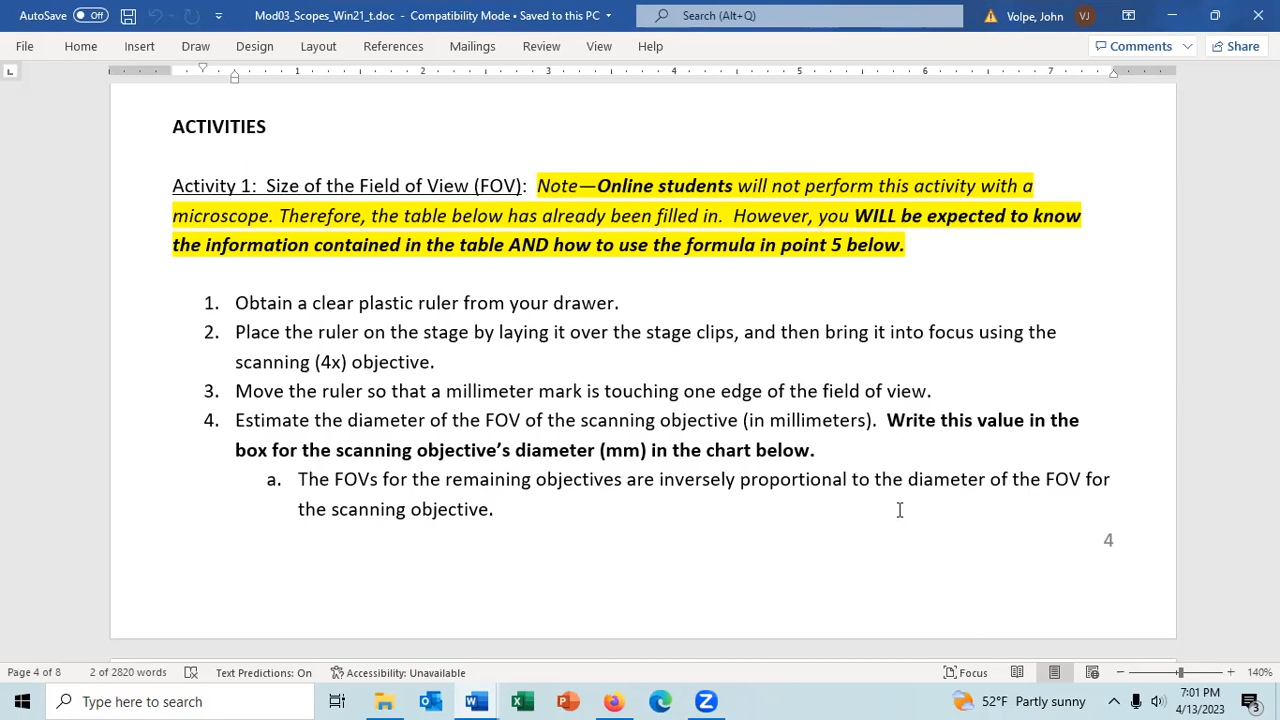 AutoSave Off Mod03_Scopes_Win21_t.doc - Compatibility Mode • Saved to this PC Search (Alt+Q) Volpe, John VJ
File Home Insert Draw Design Layout References Mailings Review View Help Comments Share
1 2 3 4 5 6 7
ACTIVITIES
Activity 1: Size of the Field of View (FOV): Note—Online students will not perform this activity with a
microscope. Therefore, the table below has already been filled in. However, you WILL be expected to know
the information contained in the table AND how to use the formula in point 5 below.
1. Obtain a clear plastic ruler from your drawer.
2. Place the ruler on the stage by laying it over the stage clips, and then bring it into focus using the
scanning (4x) objective.
3. Move the ruler so that a millimeter mark is touching one edge of the field of view.
4. Estimate the diameter of the FOV of the scanning objective (in millimeters). Write this value in the
box for the scanning objective’s diameter (mm) in the chart below.
a. The FOVs for the remaining objectives are inversely proportional to the diameter of the FOV for
the scanning objective.
4
Page 4 of 8 2 of 2820 words Text Predictions: On Accessibility: Unavailable Focus 140%
Type here to search 52°F Partly sunny 7:01 PM
4/13/2023 3